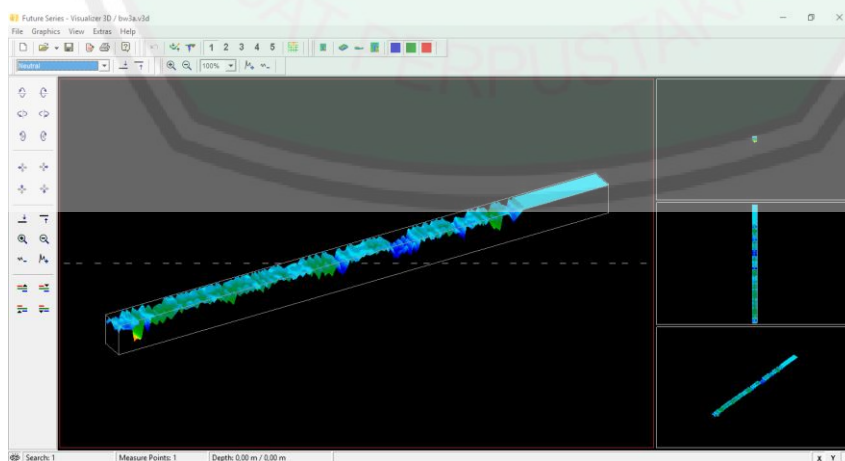 Future Series - Visualizer 3D / bw3a.v3d
File Graphics View Extras Help
1 2 3 4 5
Neutral
100%
Search: 1 Measure Points: 1 Depth: 0,00 m / 0,00 m X Y